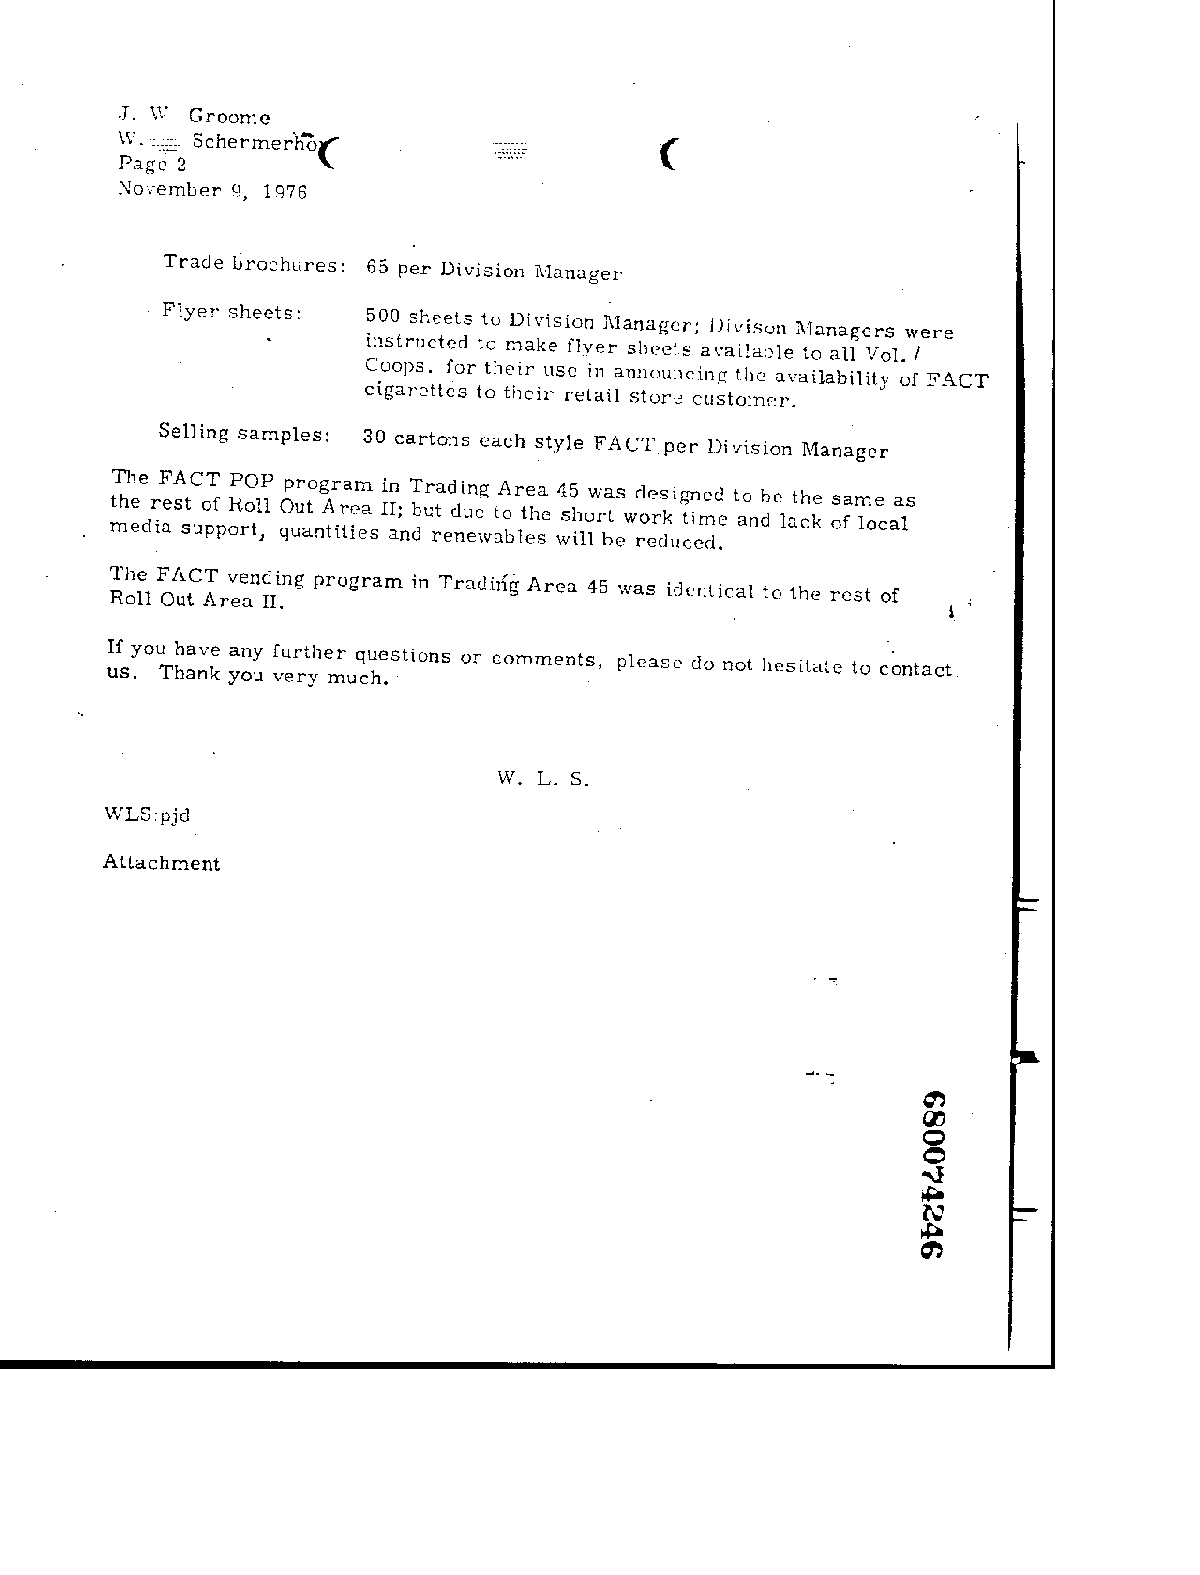 J. W Groome
W. Schermerhor
Page 2
November 9, 1976
Trade brochures: 65 per Division Manager
Flyer sheets: 500 sheets to Division Manager; Divison Managers were
instructed to make flyer sheets available to all Vol. /
Coops. for their use in announcing the availability of FACT
cigarettes to their retail store customer.
Selling samples: 30 cartons each style FACT per Division Manager
The FACT POP program in Trading Area 45 was designed to be the same as
the rest of Roll Out Area II; but due to the short work time and lack of local
media support, quantities and renewables will be reduced.
The FACT vending program in Trading Area 45 was identical to the rest of
Roll Out Area II.
If you have any further questions or comments, please do not hesitate to contact
us. Thank you very much.
W. L. S.
WLS:pjd
Attachment
680074246